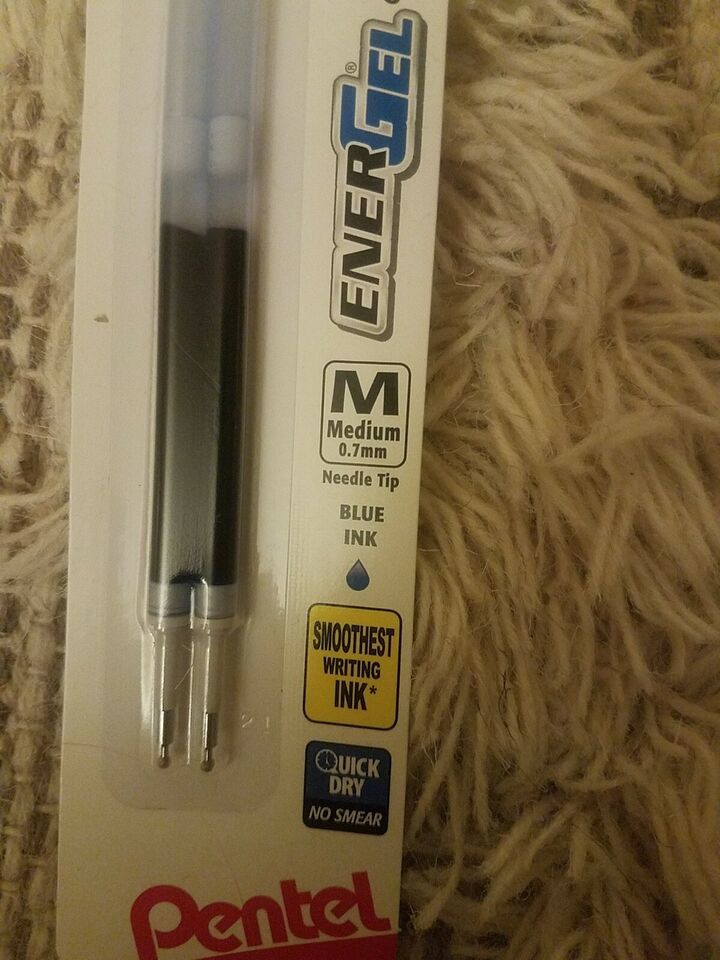 ENERGEL®
M
Medium
0.7mm
Needle Tip
BLUE
INK
SMOOTHEST
WRITING
INK*
QUICK
DRY
NO SMEAR
Pentel